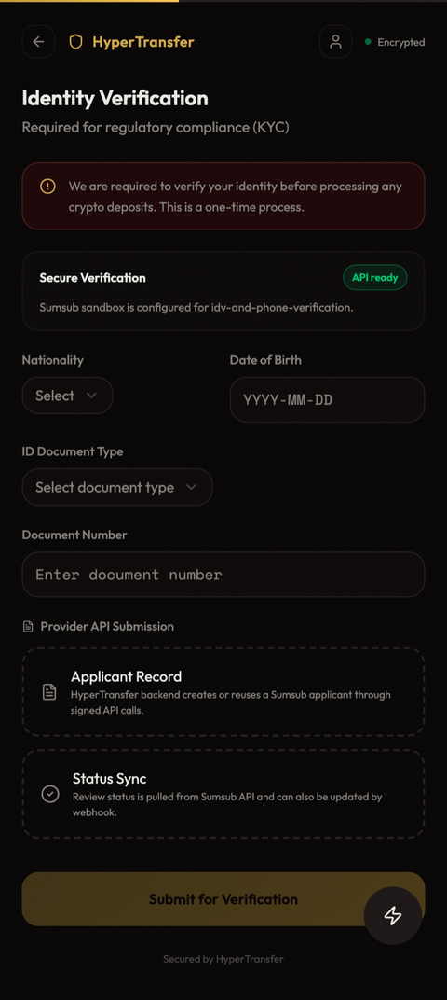 HyperTransfer
Encrypted
Identity Verification
Required for regulatory compliance (KYC)
We are required to verify your identity before processing any
crypto deposits. This is a one-time process.
Secure Verification
API ready
Sumsub sandbox is configured for idv-and-phone-verification.
Nationality
Date of Birth
Select
YYYY-MM-DD
ID Document Type
Select document type
Document Number
Enter document number
Provider API Submission
Applicant Record
HyperTransfer backend creates or reuses a Sumsub applicant through
signed API calls.
Status Sync
Review status is pulled from Sumsub API and can also be updated by
webhook.
Submit for Verification
Secured by HyperTransfer